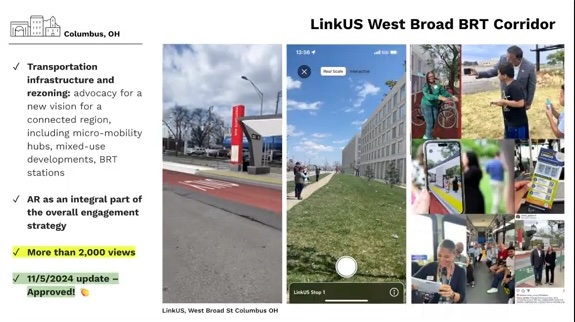 LinkUS West Broad BRT Corridor
Columbus, OH
✓ Transportation
infrastructure and
rezoning: advocacy for a
new vision for a
connected region,
including micro-mobility
hubs, mixed-use
developments, BRT
stations
✓ AR as an integral part of
the overall engagement
strategy
✓ More than 2,000 views
✓ 11/5/2024 update –
Approved! 👏
13:56
Real Scale Interactive
LinkUS Stop 1
LinkUS, West Broad St Columbus OH